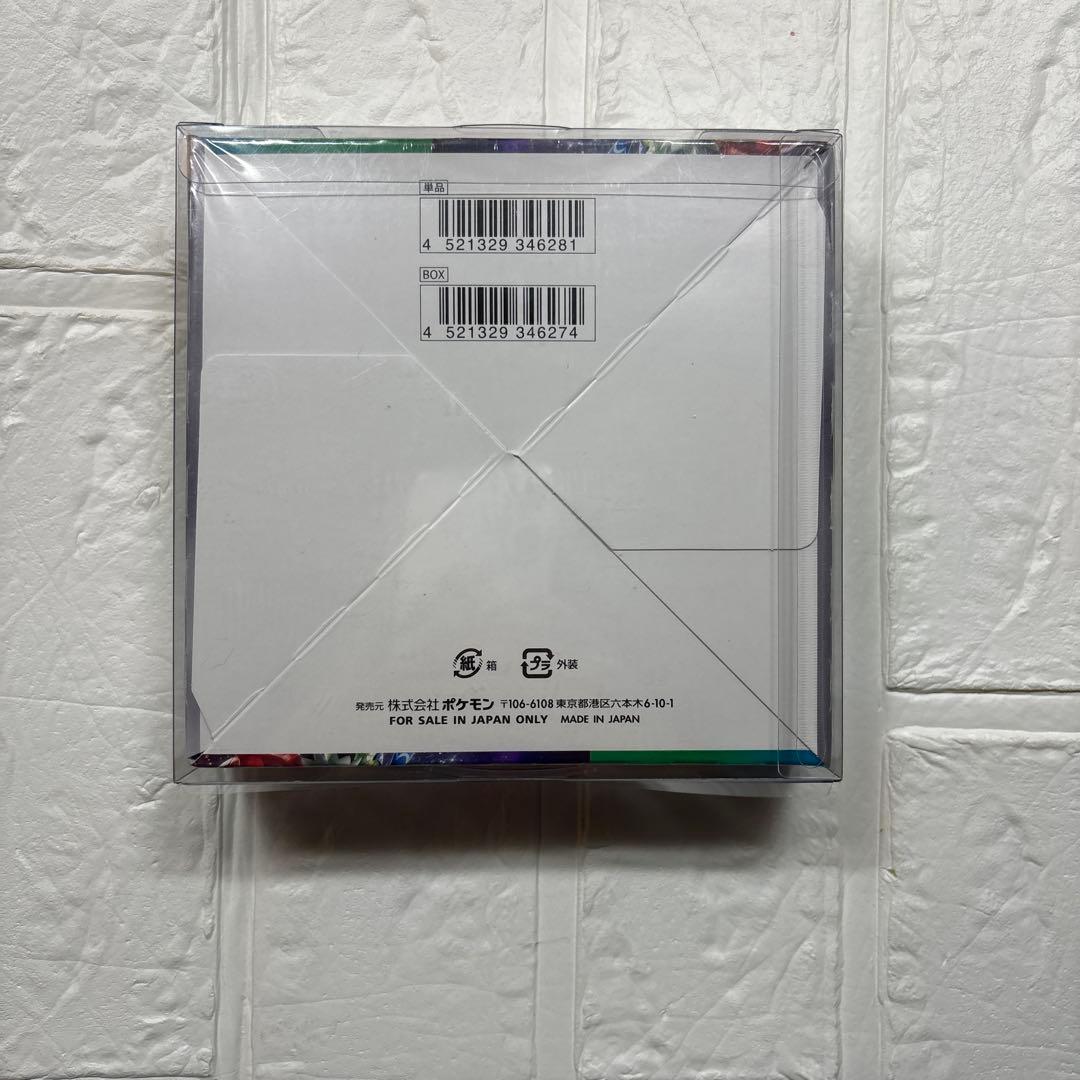 単品
4 521329 346281
BOX
4 521329 346274
紙 箱 プラ 外装
発売元 株式会社 ポケモン 〒106-6108 東京都港区六本木6-10-1
FOR SALE IN JAPAN ONLY MADE IN JAPAN